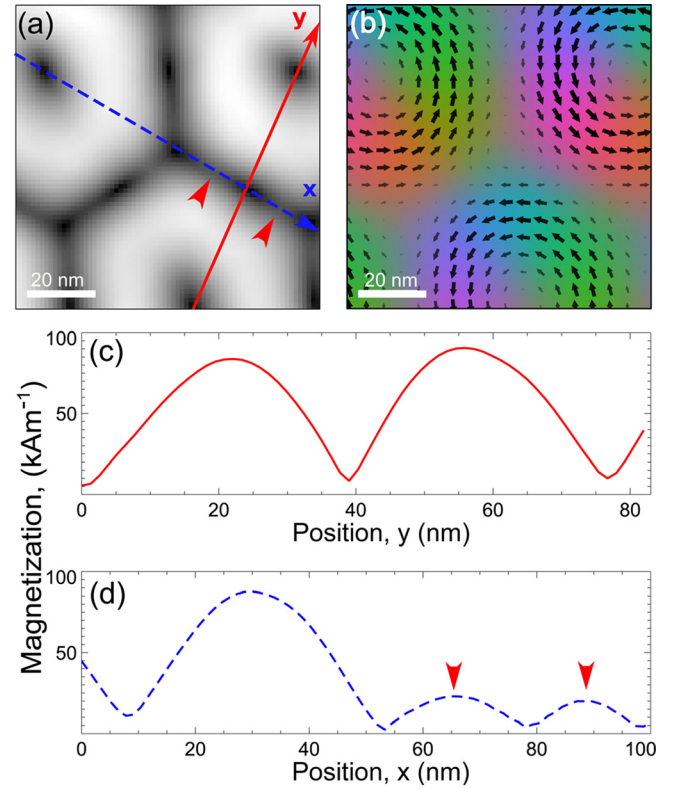 (a)
y
x
20 nm
(b)
20 nm
Magnetization, (kAm⁻¹)
(c)
100
50
0
20
40
60
80
Position, y (nm)
(d)
100
50
0
20
40
60
80
100
Position, x (nm)